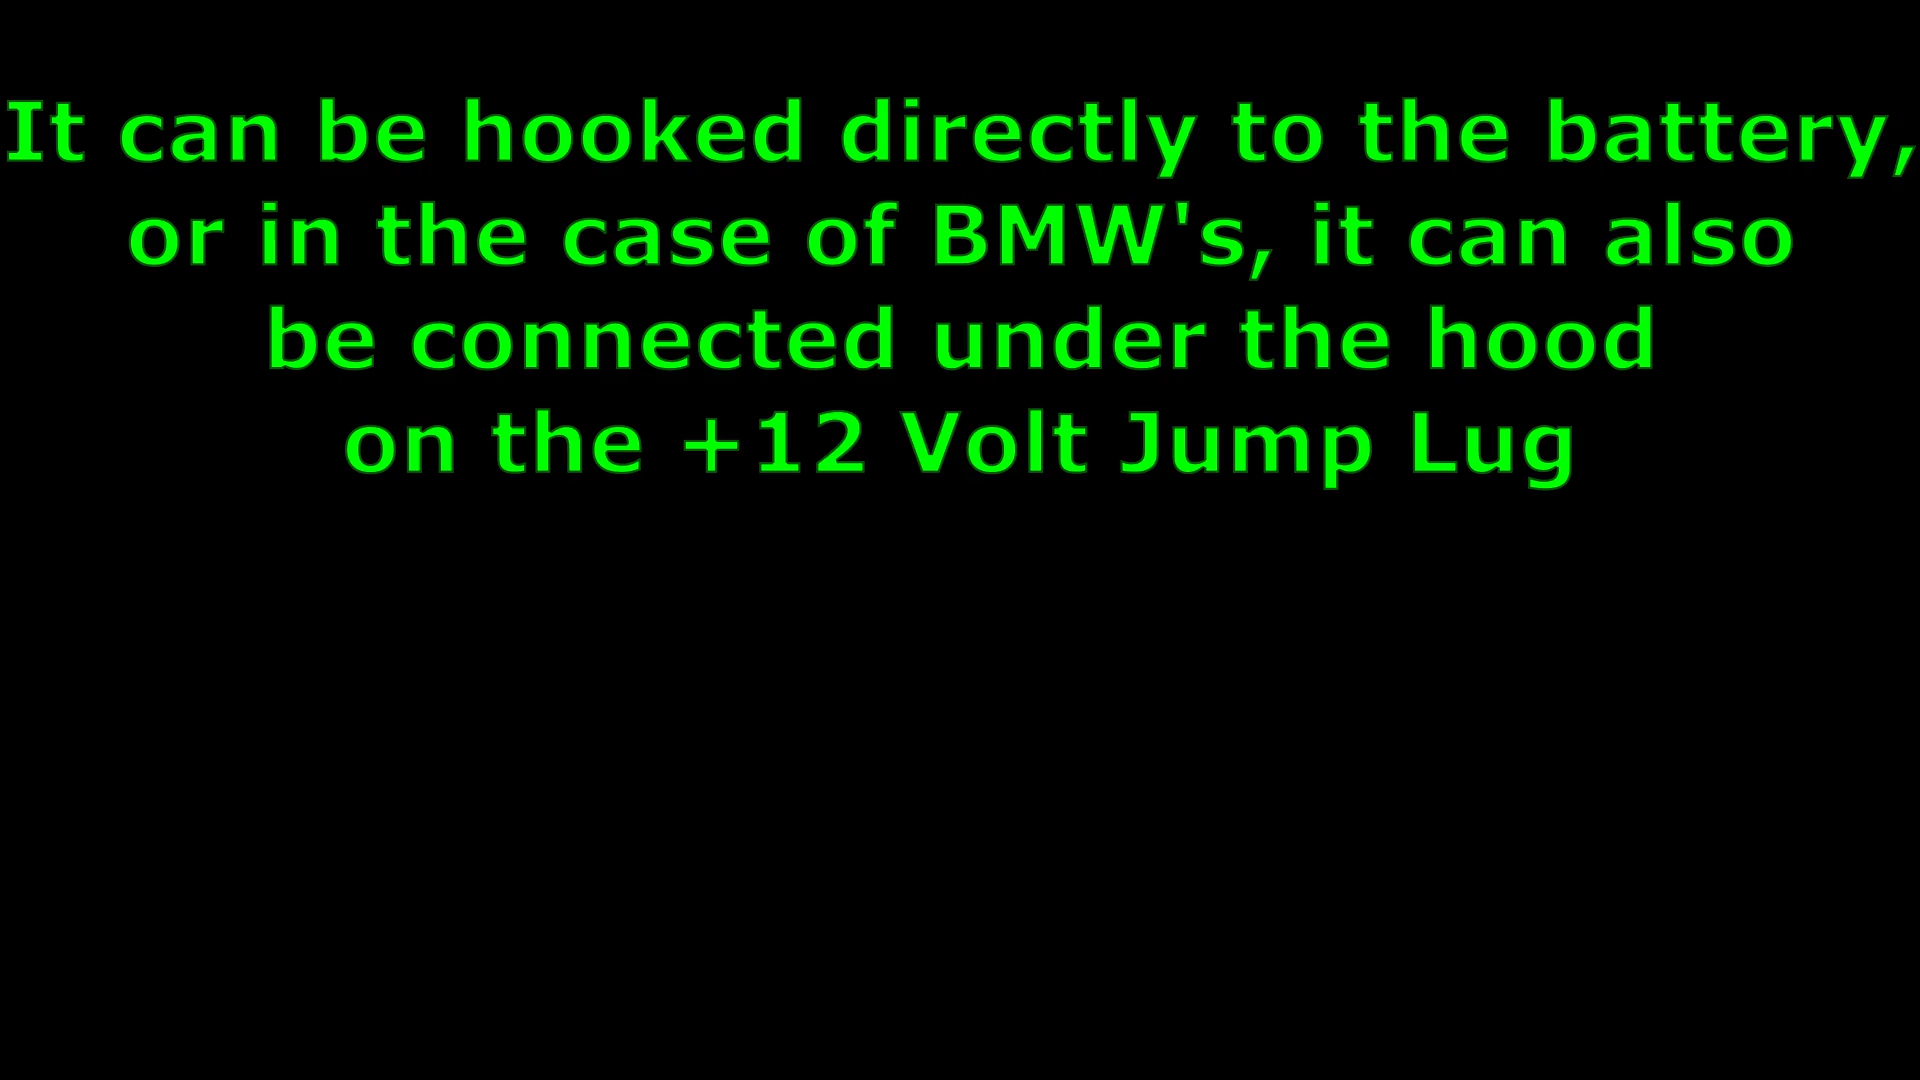 It can be hooked directly to the battery,
or in the case of BMW's, it can also
be connected under the hood
on the +12 Volt Jump Lug